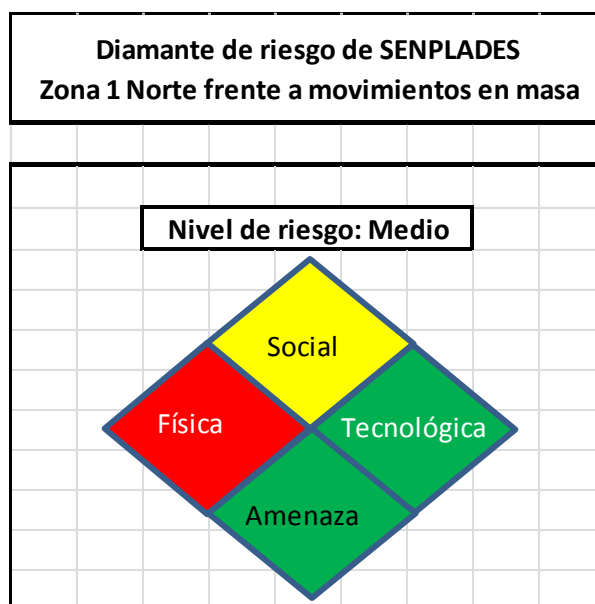 Diamante de riesgo de SENPLADES
Zona 1 Norte frente a movimientos en masa
Nivel de riesgo: Medio
Social
Física
Tecnológica
Amenaza